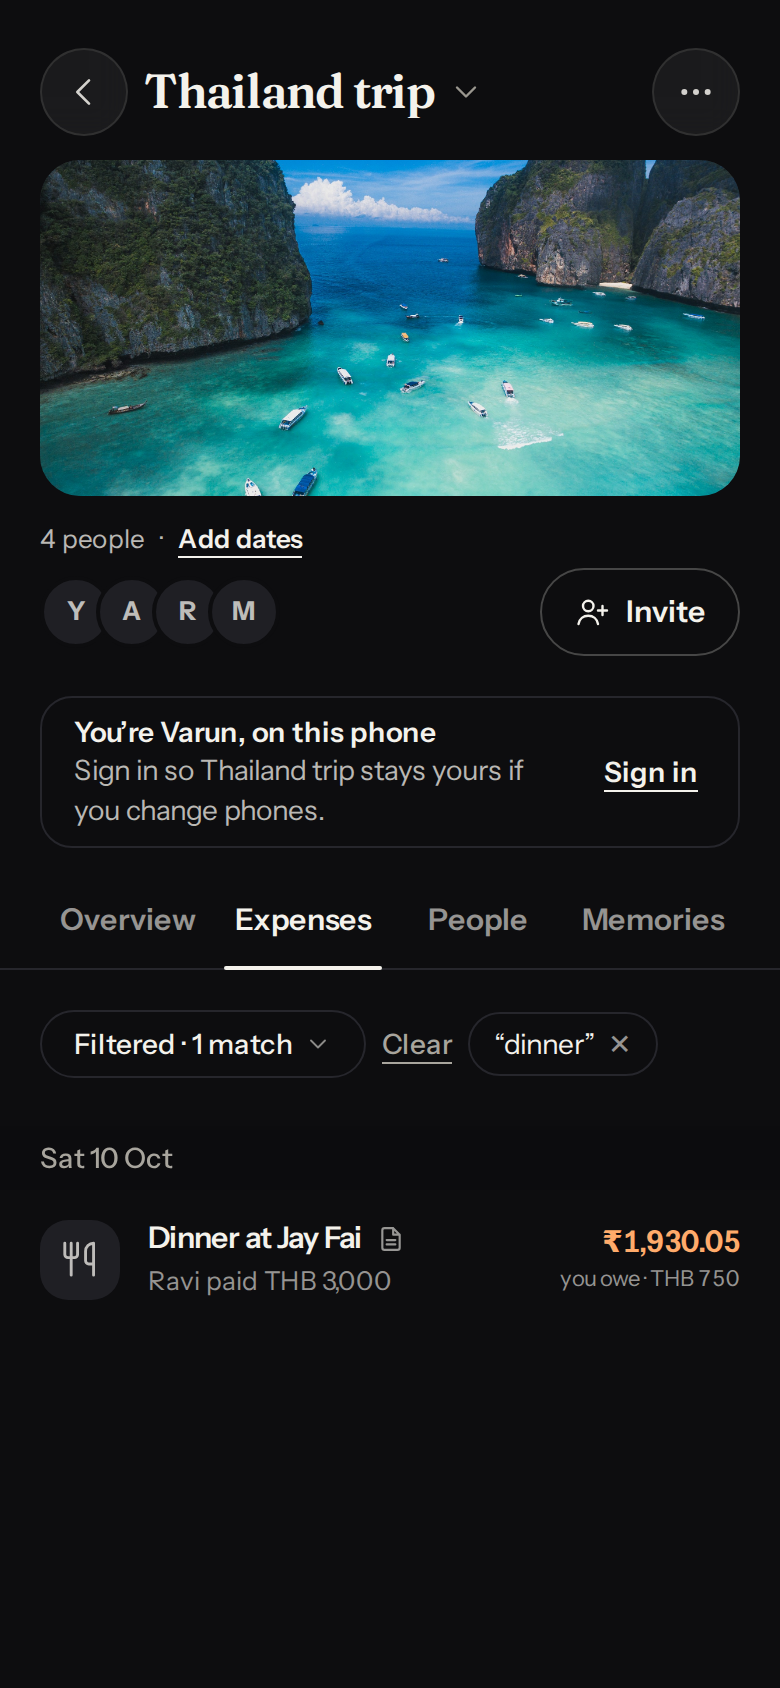 Thailand trip
4 people · Add dates
Y A R M
Invite
You’re Varun, on this phone
Sign in so Thailand trip stays yours if
you change phones.
Sign in
Overview Expenses People Memories
Filtered · 1 match Clear “dinner” ✕
Sat 10 Oct
Dinner at Jay Fai ₹1,930.05
Ravi paid THB 3,000 you owe · THB 750